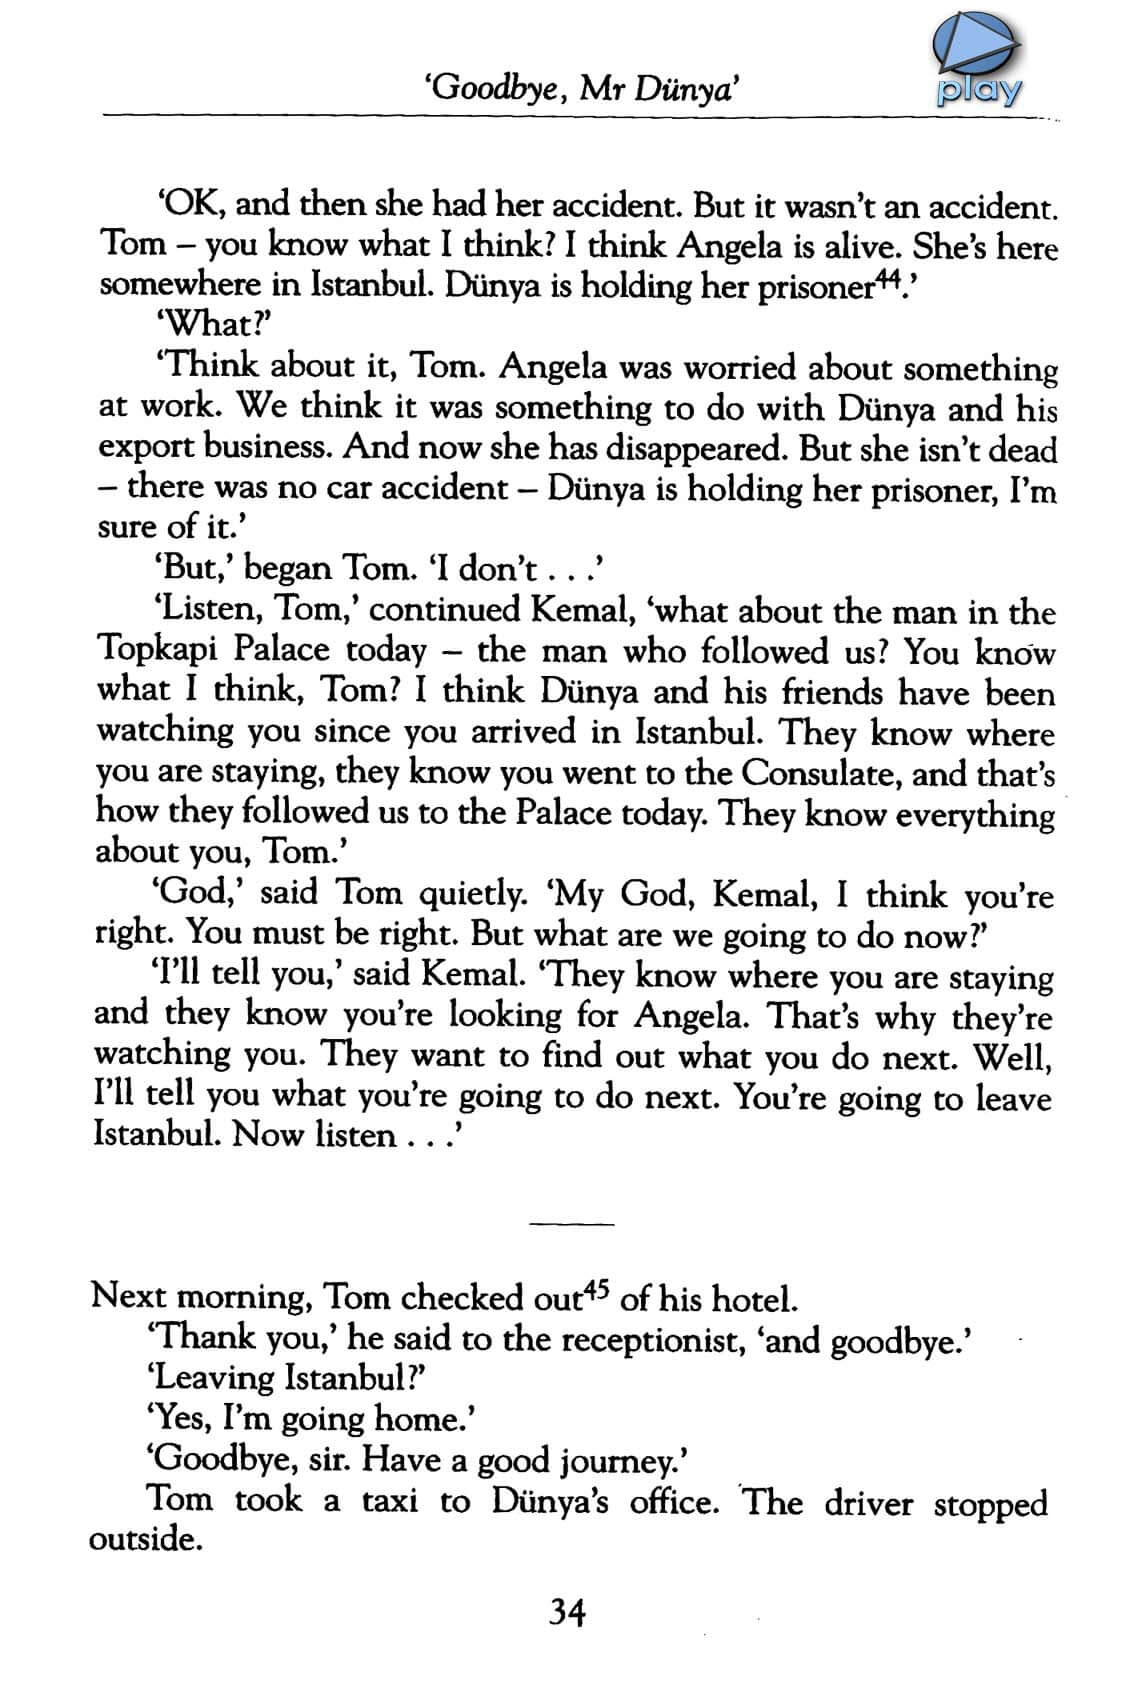 ‘Goodbye, Mr Dünya’
play
‘OK, and then she had her accident. But it wasn’t an accident.
Tom – you know what I think? I think Angela is alive. She’s here
somewhere in Istanbul. Dünya is holding her prisoner44.’
‘What?’
‘Think about it, Tom. Angela was worried about something
at work. We think it was something to do with Dünya and his
export business. And now she has disappeared. But she isn’t dead
– there was no car accident – Dünya is holding her prisoner, I’m
sure of it.’
‘But,’ began Tom. ‘I don’t . . .’
‘Listen, Tom,’ continued Kemal, ‘what about the man in the
Topkapi Palace today – the man who followed us? You know
what I think, Tom? I think Dünya and his friends have been
watching you since you arrived in Istanbul. They know where
you are staying, they know you went to the Consulate, and that’s
how they followed us to the Palace today. They know everything
about you, Tom.’
‘God,’ said Tom quietly. ‘My God, Kemal, I think you’re
right. You must be right. But what are we going to do now?’
‘I’ll tell you,’ said Kemal. ‘They know where you are staying
and they know you’re looking for Angela. That’s why they’re
watching you. They want to find out what you do next. Well,
I’ll tell you what you’re going to do next. You’re going to leave
Istanbul. Now listen . . .’
Next morning, Tom checked out45 of his hotel.
‘Thank you,’ he said to the receptionist, ‘and goodbye.’
‘Leaving Istanbul?’
‘Yes, I’m going home.’
‘Goodbye, sir. Have a good journey.’
Tom took a taxi to Dünya’s office. The driver stopped
outside.
34